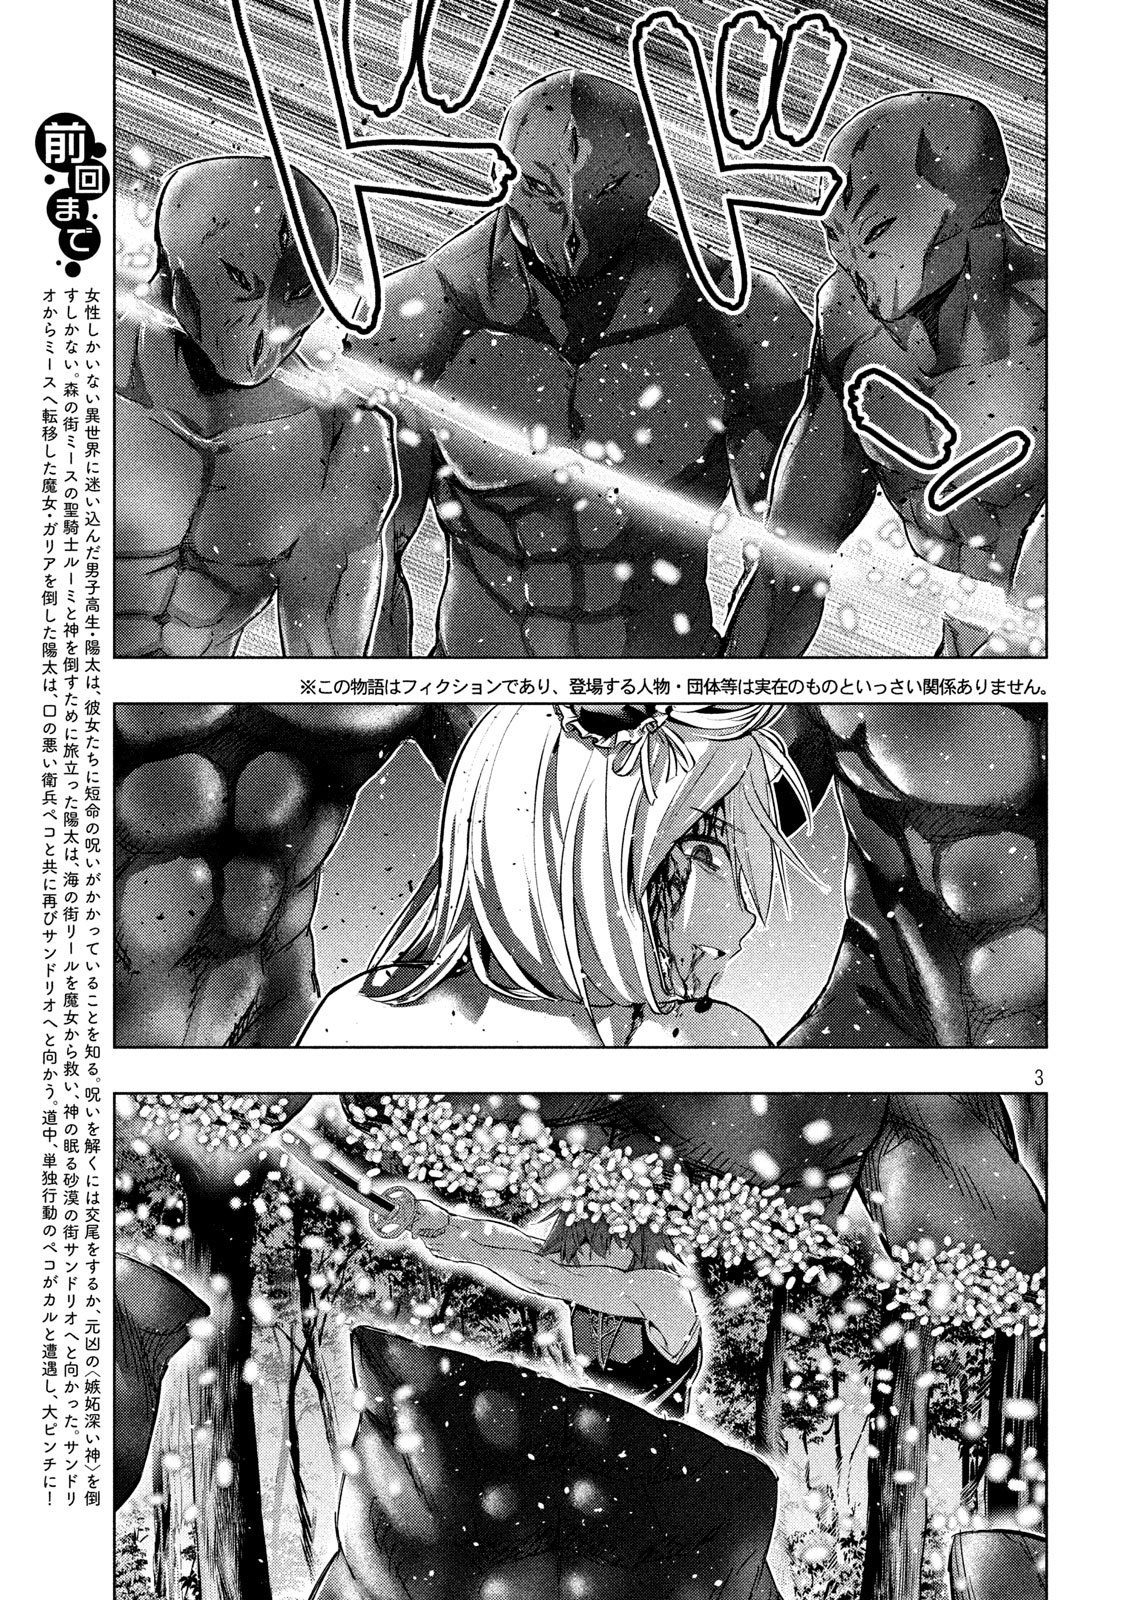 ドドドドン
※この物語はフィクションであり、登場する人物・団体等は実在のものといっさい関係ありません。
3
前回まで
女性しかいない異世界に迷い込んだ男子高生・陽太は、彼女たちに短命の呪いがかかっていることを知る。呪いを解くには交尾をするか、元凶の〈嫉妬深い神〉を倒
すしかない。森の街ミースの聖騎士ルーミと神を倒すために旅立った陽太は、海の街リールを魔女から救い、神の眠る砂漠の街サンドリオへと向かった。サンドリ
オからミースへ転移した魔女・ガリアを倒した陽太は、口の悪い衛兵ペコと共に再びサンドリオへと向かう。道中、単独行動のペコがカルと遭遇し、大ピンチに！